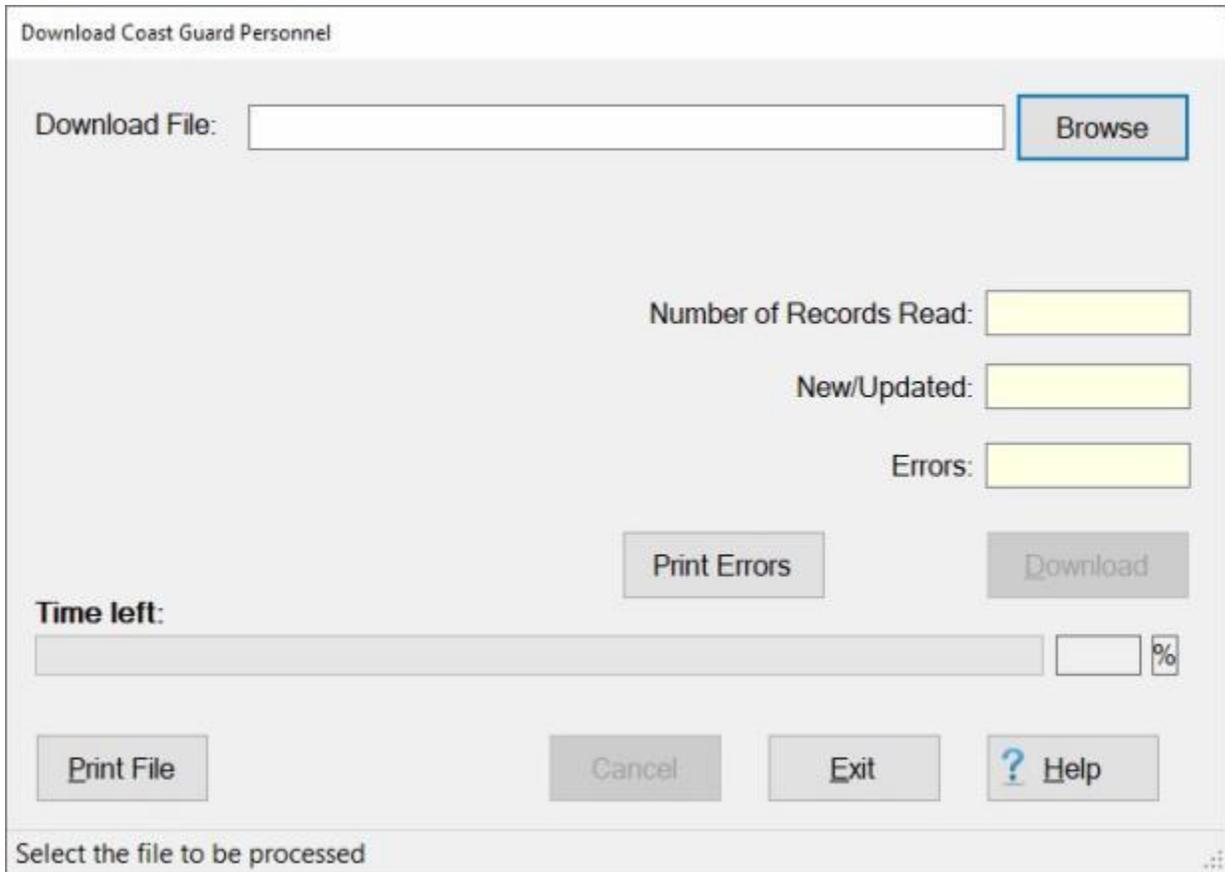 Download Coast Guard Personnel
Download File:
Browse
Number of Records Read:
New/Updated:
Errors:
Print Errors
Download
Time left:
%
Print File
Cancel
Exit
? Help
Select the file to be processed